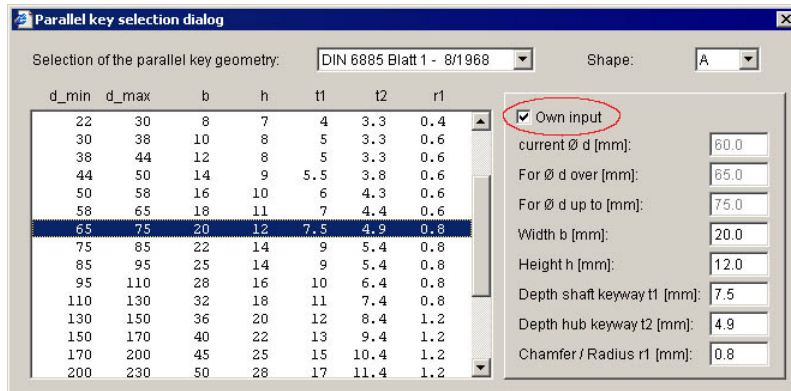 Parallel key selection dialog
Selection of the parallel key geometry: DIN 6885 Blatt 1 - 8/1968 Shape: A
d_min d_max b h t1 t2 r1
22 30 8 7 4 3.3 0.4
30 38 10 8 5 3.3 0.6
38 44 12 8 5 3.3 0.6
44 50 14 9 5.5 3.8 0.6
50 58 16 10 6 4.3 0.6
58 65 18 11 7 4.4 0.6
65 75 20 12 7.5 4.9 0.8
75 85 22 14 9 5.4 0.8
85 95 25 14 9 5.4 0.8
95 110 28 16 10 6.4 0.8
110 130 32 18 11 7.4 0.8
130 150 36 20 12 8.4 1.2
150 170 40 22 13 9.4 1.2
170 200 45 25 15 10.4 1.2
200 230 50 28 17 11.4 1.2
Own input
current Ø d [mm]: 60.0
For Ø d over [mm]: 65.0
For Ø d up to [mm]: 75.0
Width b [mm]: 20.0
Height h [mm]: 12.0
Depth shaft keyway t1 [mm]: 7.5
Depth hub keyway t2 [mm]: 4.9
Chamfer / Radius r1 [mm]: 0.8